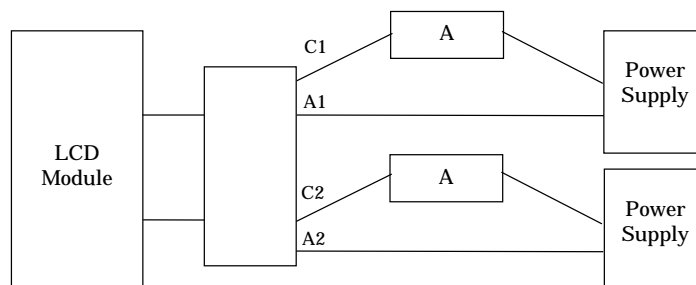 C1
A
Power
Supply
A1
LCD
Module
C2
A
Power
Supply
A2